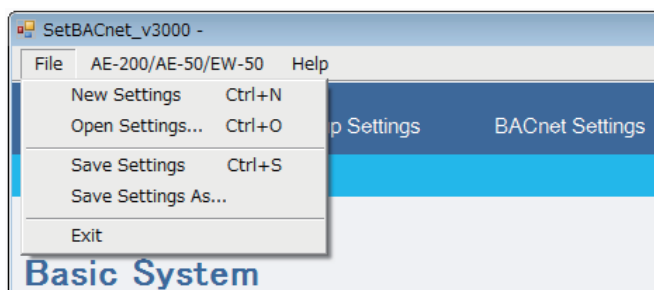 SetBACnet_v3000 -
File AE-200/AE-50/EW-50 Help
New Settings Ctrl+N
Open Settings... Ctrl+O
p Settings BACnet Settings
Save Settings Ctrl+S
Save Settings As...
Exit
Basic System